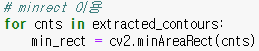 # minrect 이용
for cnts in extracted_contours:
    min_rect = cv2.minAreaRect(cnts)